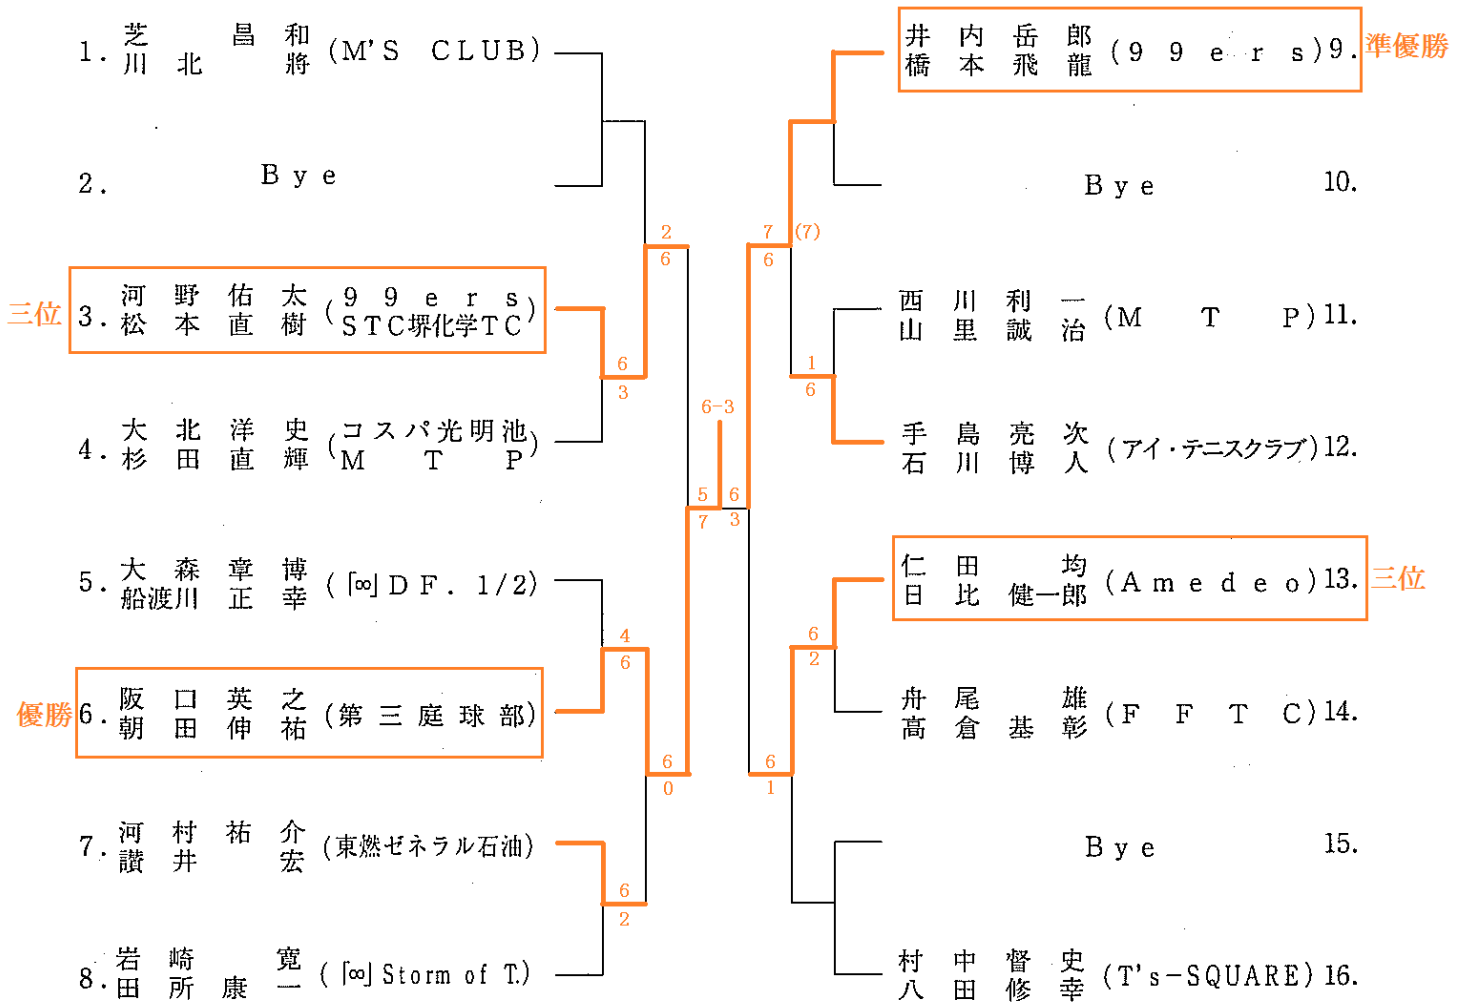 1. 芝 昌和 (M'S CLUB)
川北 將
2. Bye
三位 3. 河野佑太 (99ers
松本直樹 STC堺化学TC)
4. 大北洋史 (コスパ光明池
杉田直輝 MTP)
5. 大森章博 (「∞」DF. 1/2)
船渡川正幸
優勝 6. 阪口英之 (第三庭球部)
朝田伸祐
7. 河村祐介 (東燃ゼネラル石油)
讃井 宏
8. 岩崎 寛 (「∞」Storm of T.)
田所康一
2
6
6
3
4
6
6
0
6
2
5
7
6-3
6
3
7 (7)
6
1
6
6
2
6
1
井内岳郎 (99ers) 9. 準優勝
橋本飛龍
Bye 10.
西川利一 (MTP) 11.
山里誠治
手島亮次 (アイ・テニスクラブ) 12.
石川博人
仁田 均 (Amedeo) 13. 三位
日比健一郎
舟尾 雄 (FFTC) 14.
高倉基彰
Bye 15.
村中督史 (T's-SQUARE) 16.
八田修幸